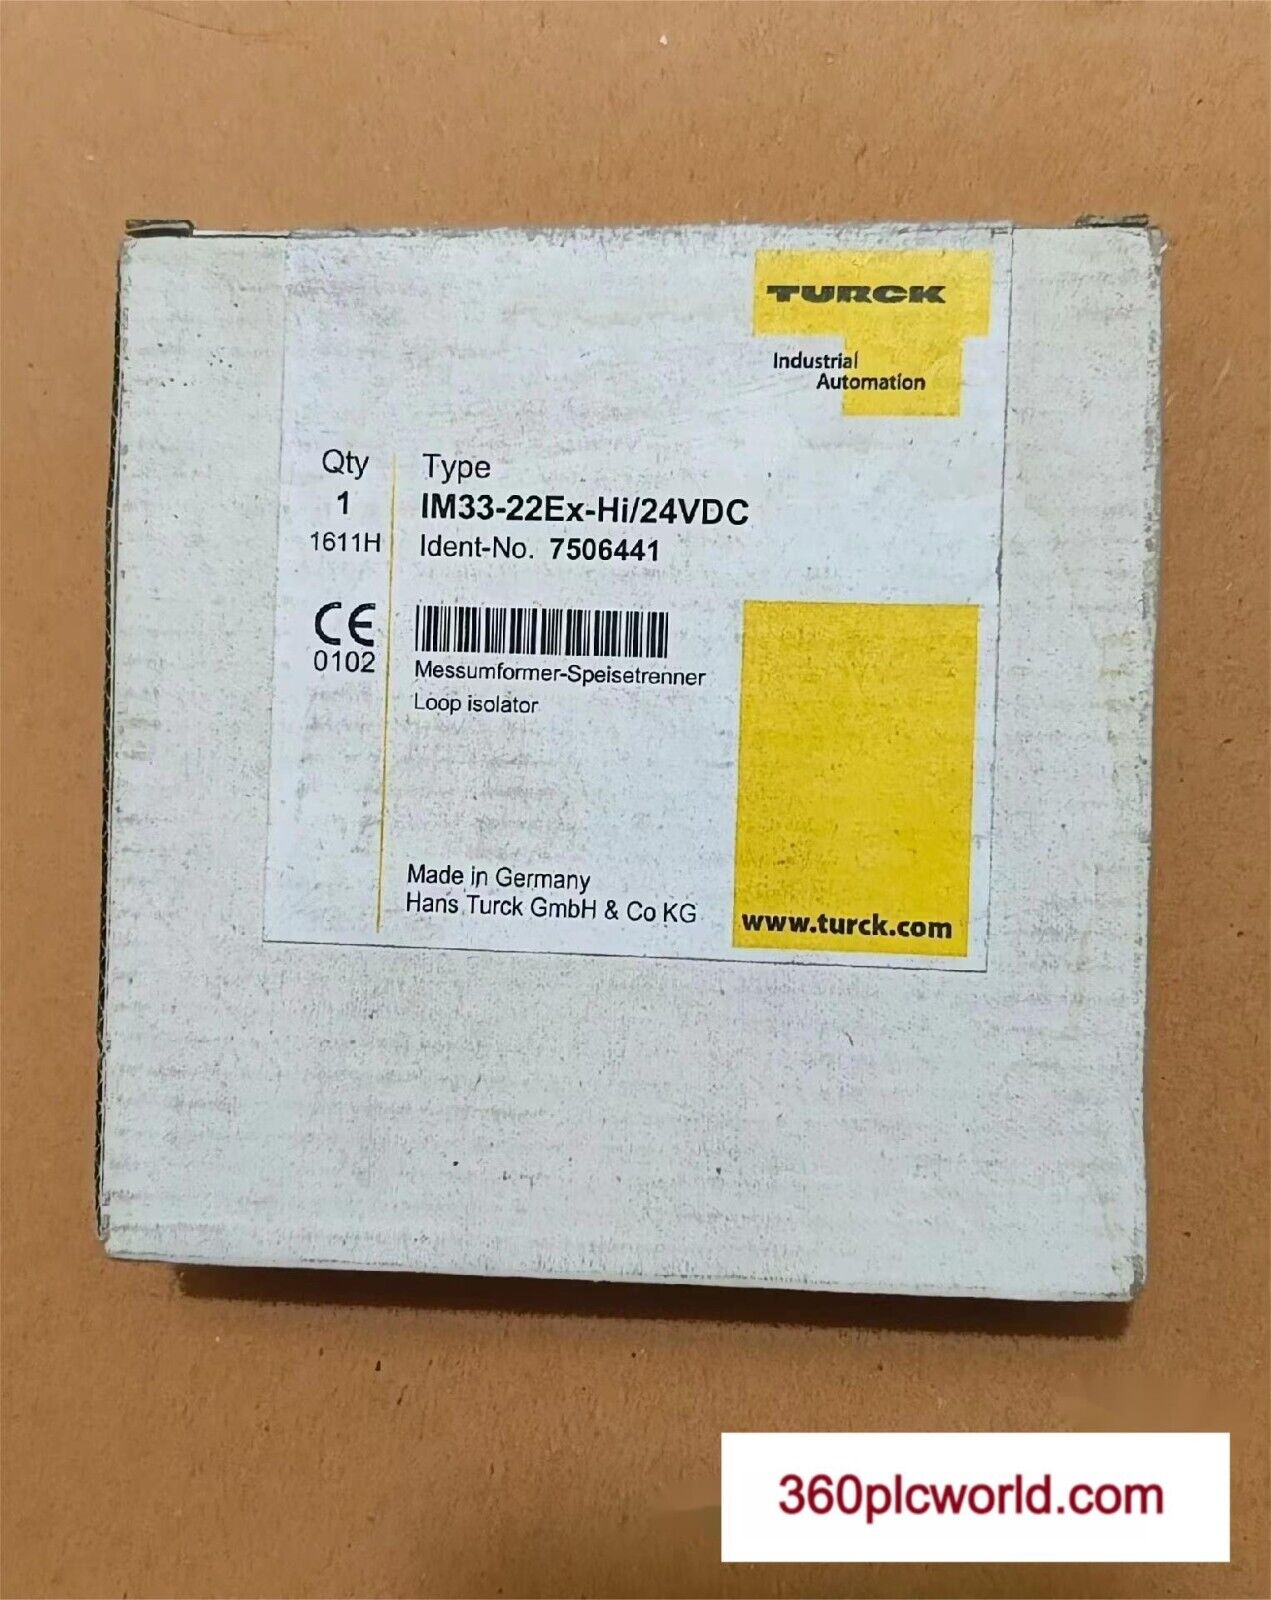 TURCK
Industrial
Automation
Qty
Type
1
IM33-22Ex-Hi/24VDC
1611H
Ident-No. 7506441
CE
0102
Messumformer-Speisetrenner
Loop isolator
Made in Germany
Hans Turck GmbH & Co KG
www.turck.com
360plcworld.com